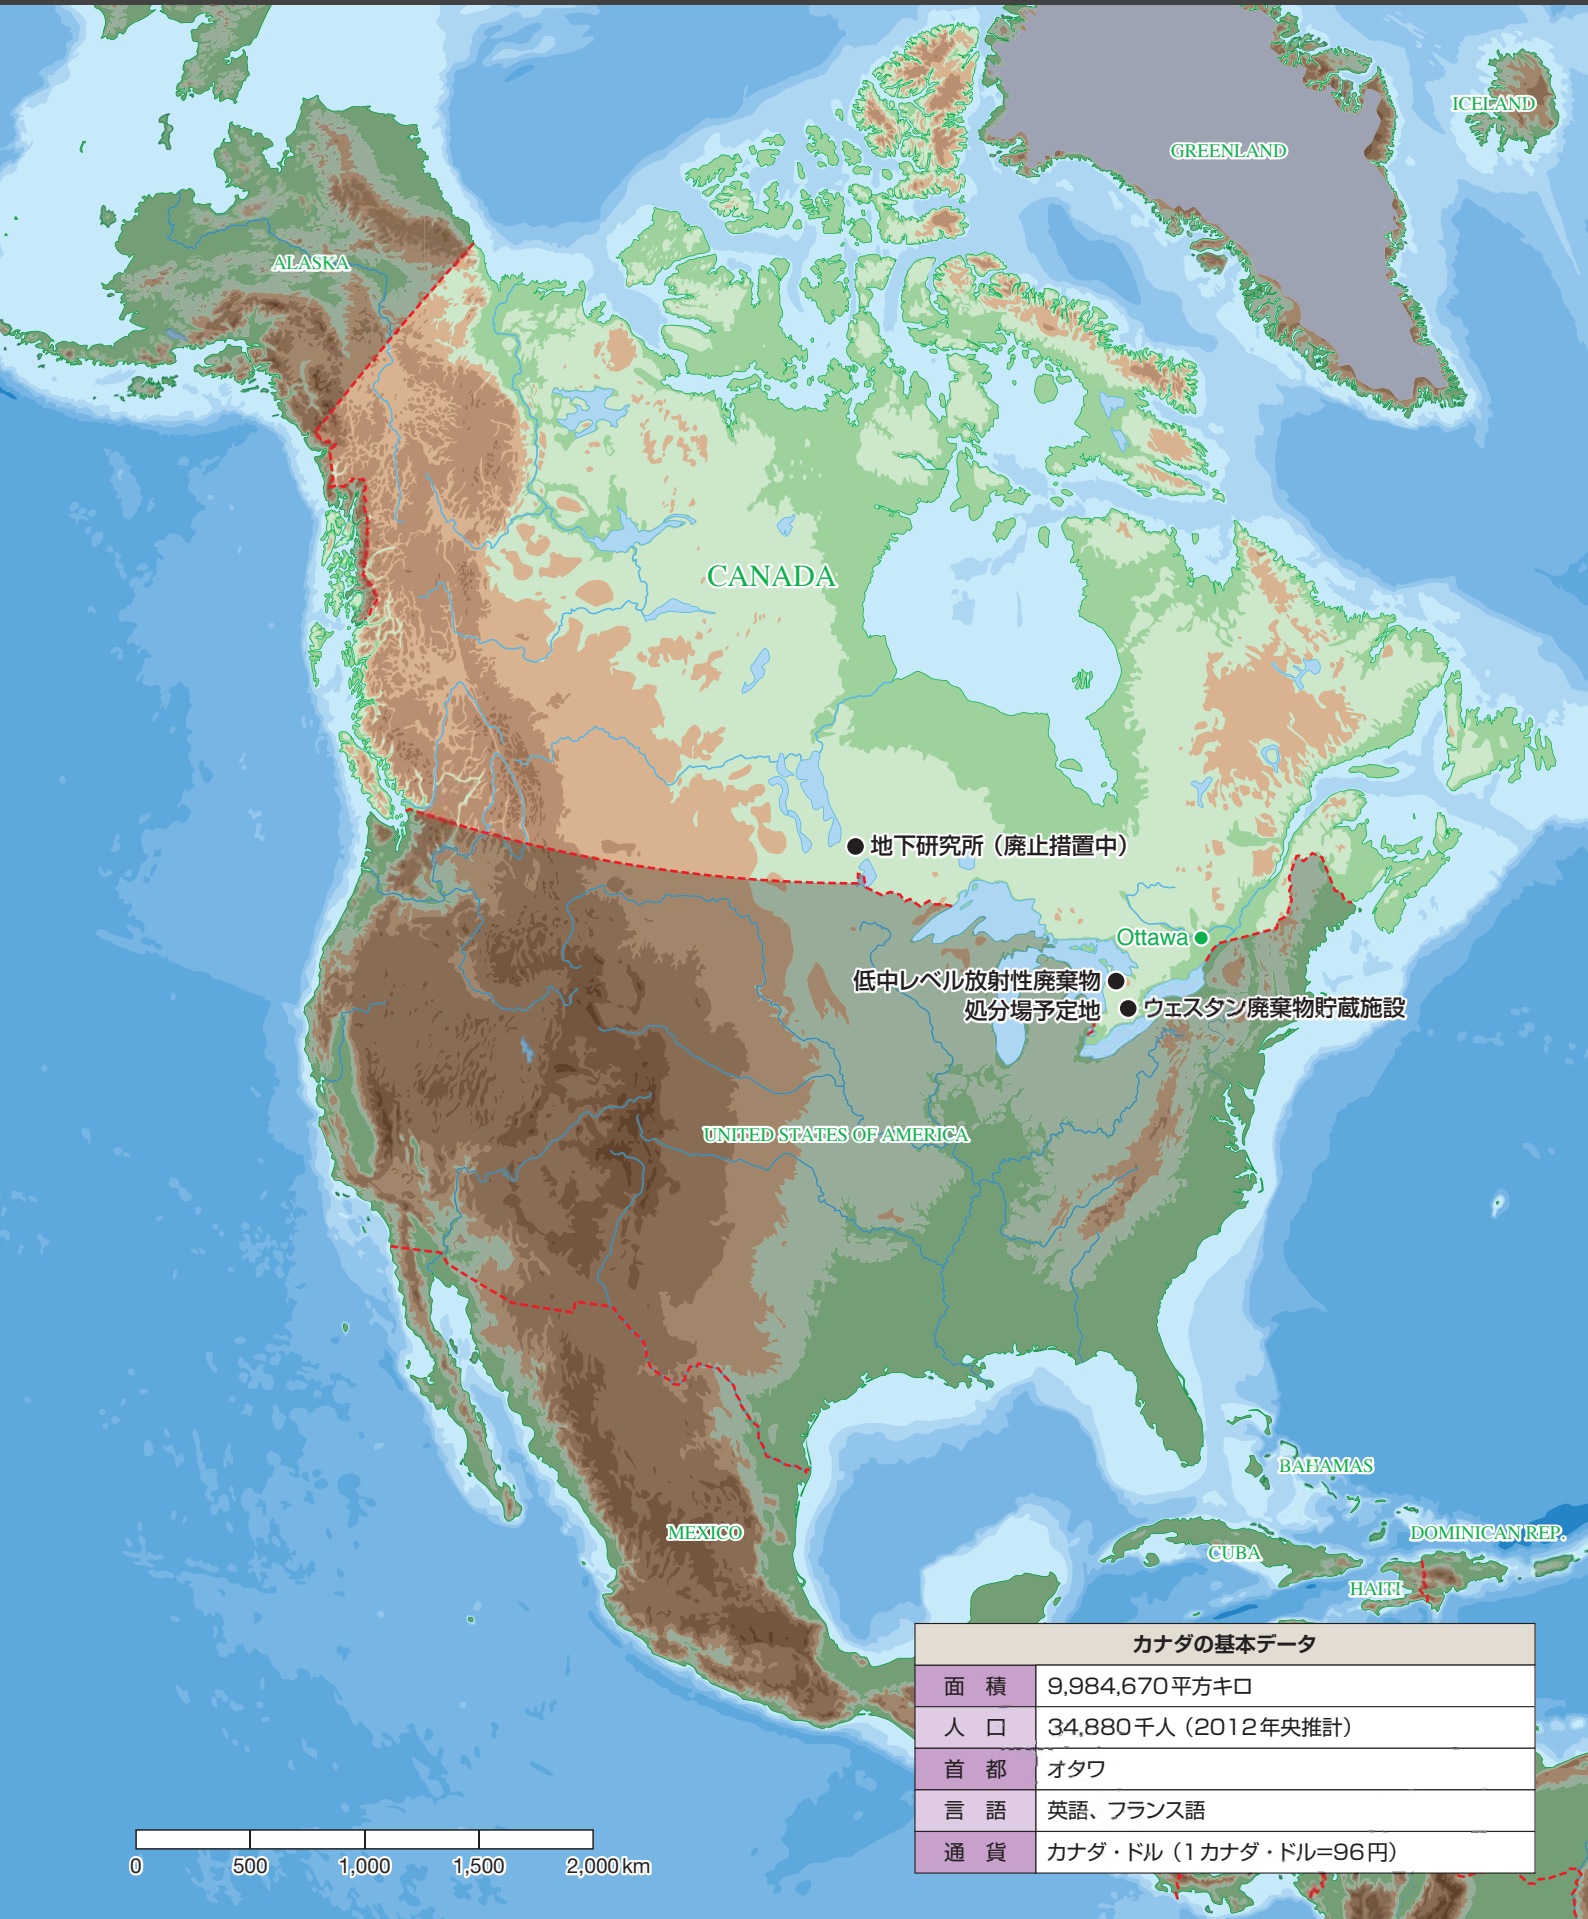 ICELAND
GREENLAND
ALASKA
CANADA
地下研究所（廃止措置中）
Ottawa
低中レベル放射性廃棄物
処分場予定地
ウェスタン廃棄物貯蔵施設
UNITED STATES OF AMERICA
BAHAMAS
MEXICO
DOMINICAN REP.
CUBA
HAITI
カナダの基本データ
面　積 9,984,670平方キロ
人　口 34,880千人（2012年央推計）
首　都 オタワ
言　語 英語、フランス語
通　貨 カナダ・ドル（1カナダ・ドル=96円）
0 500 1,000 1,500 2,000km